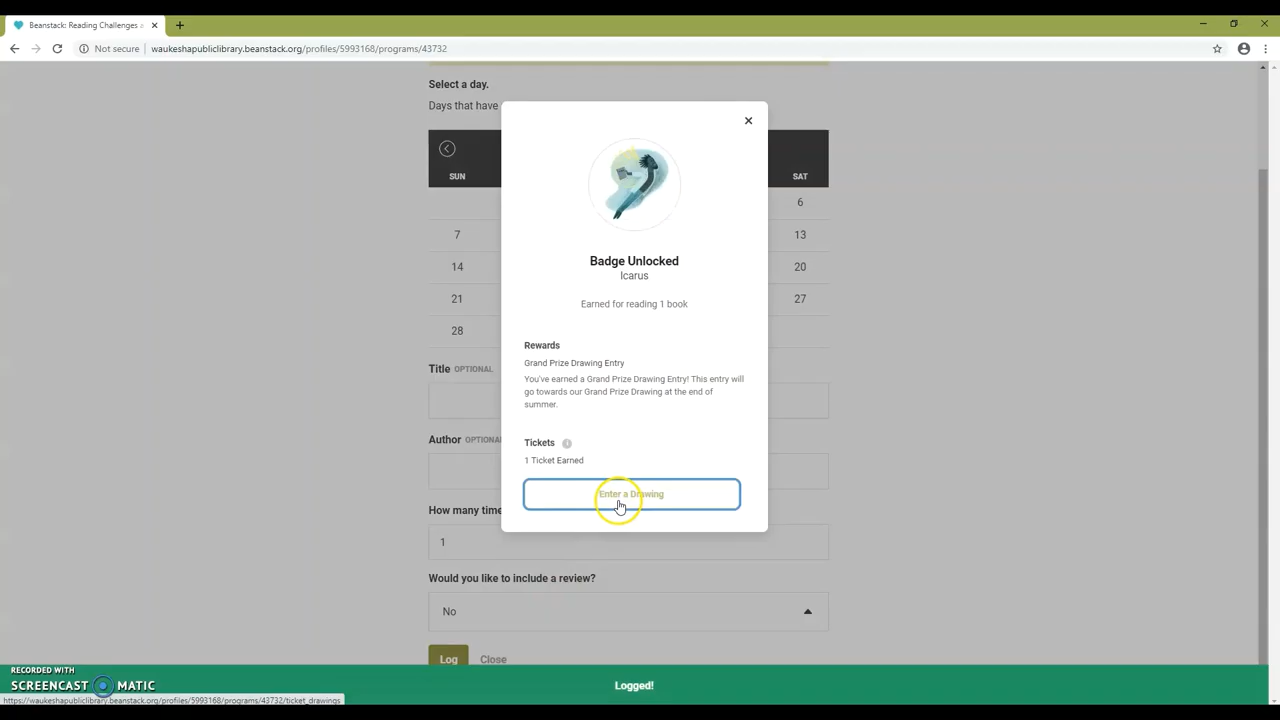 Beanstack: Reading Challenges a
Not secure
waukeshapubliclibrary.beanstack.org/profiles/5993168/programs/43732
Select a day.
Days that have
SUN
SAT
6
7
13
14
20
21
27
28
Title OPTIONAL
Author OPTIONA
How many time
1
Would you like to include a review?
No
Log
Close
Badge Unlocked
Icarus
Earned for reading 1 book
Rewards
Grand Prize Drawing Entry
You've earned a Grand Prize Drawing Entry! This entry will
go towards our Grand Prize Drawing at the end of
summer.
Tickets
1 Ticket Earned
Enter a Drawing
RECORDED WITH
SCREENCAST MATIC
Logged!
https://waukeshapubliclibrary.beanstack.org/profiles/5993168/programs/43732/ticket_drawings